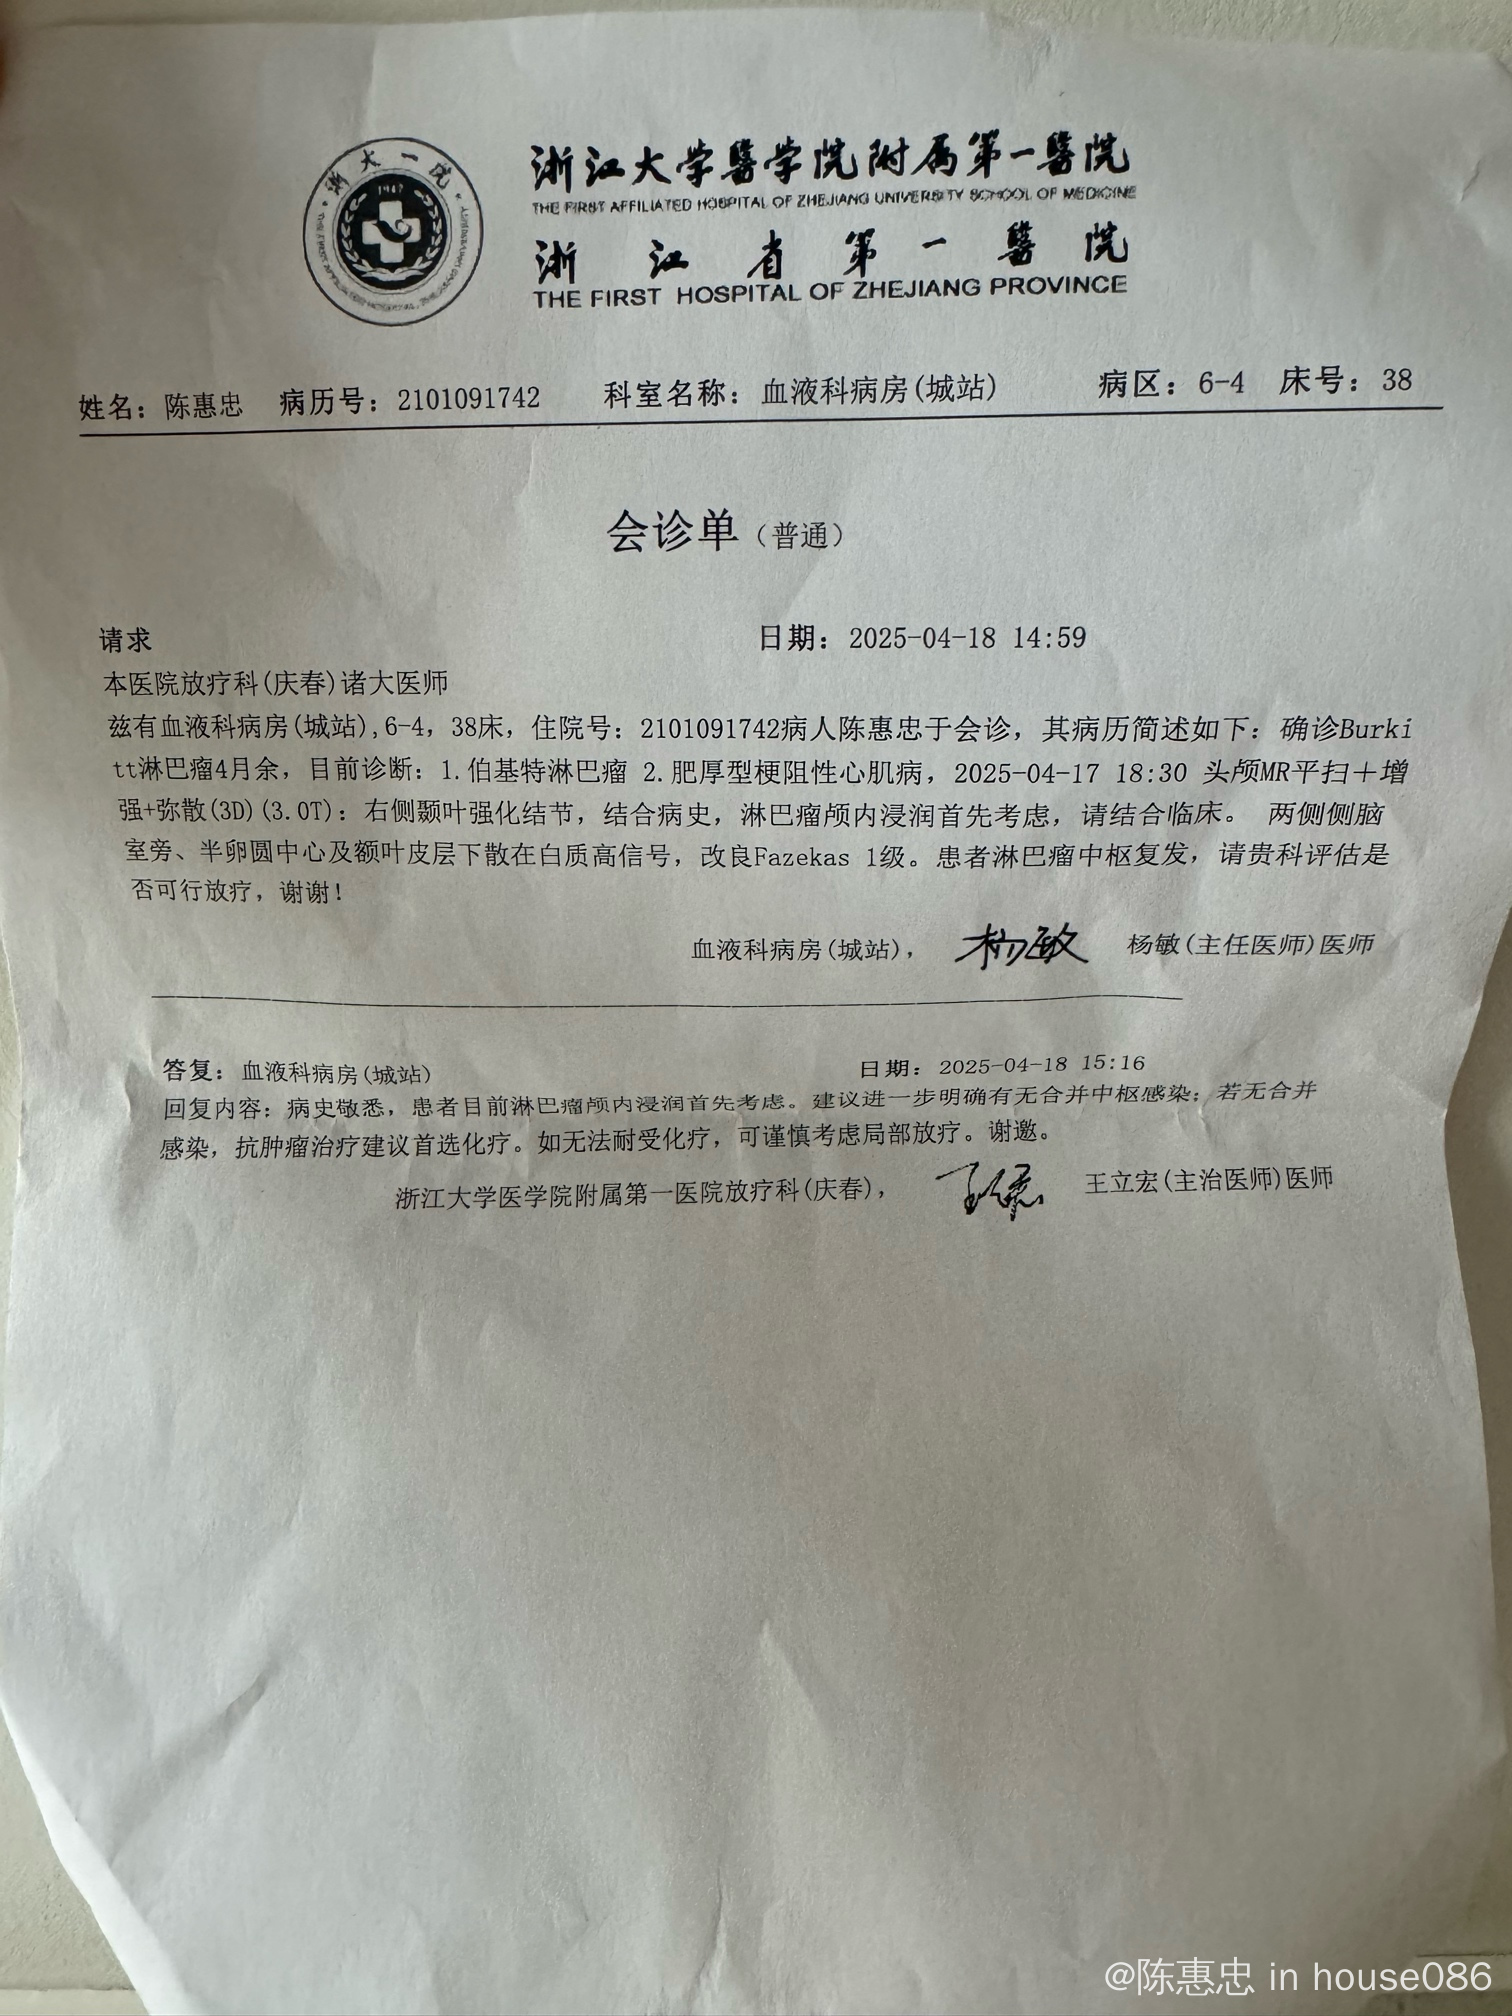 浙大一院
1947
浙江大学醫学院附属第一醫院
THE FIRST AFFILIATED HOSPITAL OF ZHEJIANG UNIVERSITY SCHOOL OF MEDICINE
浙江省第一醫院
THE FIRST HOSPITAL OF ZHEJIANG PROVINCE
姓名：陈惠忠 病历号：2101091742 科室名称：血液科病房(城站) 病区：6-4 床号：38
会诊单（普通）
请求 日期：2025-04-18 14:59
本医院放疗科(庆春)诸大医师
兹有血液科病房(城站),6-4，38床，住院号：2101091742病人陈惠忠于会诊，其病历简述如下：确诊Burki
tt淋巴瘤4月余，目前诊断：1.伯基特淋巴瘤 2.肥厚型梗阻性心肌病，2025-04-17 18:30 头颅MR平扫＋增
强+弥散(3D)(3.0T)：右侧颞叶强化结节，结合病史，淋巴瘤颅内浸润首先考虑，请结合临床。 两侧侧脑
室旁、半卵圆中心及额叶皮层下散在白质高信号，改良Fazekas 1级。患者淋巴瘤中枢复发，请贵科评估是
否可行放疗，谢谢！
血液科病房(城站)， 杨敏 杨敏(主任医师)医师
答复：血液科病房(城站) 日期：2025-04-18 15:16
回复内容：病史敬悉，患者目前淋巴瘤颅内浸润首先考虑。建议进一步明确有无合并中枢感染；若无合并
感染，抗肿瘤治疗建议首选化疗。如无法耐受化疗，可谨慎考虑局部放疗。谢邀。
浙江大学医学院附属第一医院放疗科(庆春)， 王立宏(主治医师)医师
@陈惠忠 in house086